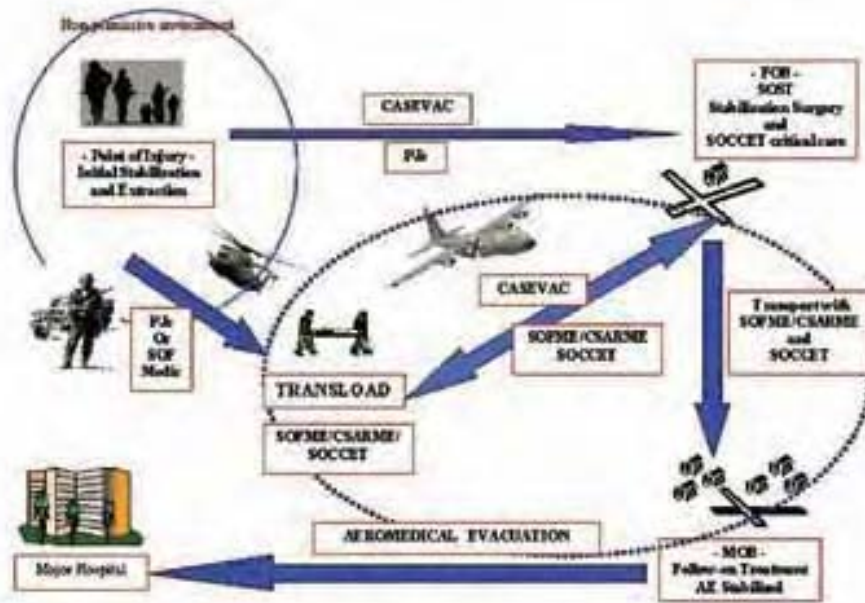 Non permissive environment
- Point of Injury -
Initial Stabilization
and Extraction
CASEVAC
PJs
- FOB -
SOST
Stabilization Surgery
and
SOCCET critical care
PJs
Or
SOF
Medic
CASEVAC
SOFME/CSARME
SOCCET
TRANSLOAD
SOFME/CSARME/
SOCCET
Transport with
SOFME/CSARME
and
SOCCET
AEROMEDICAL EVACUATION
Major Hospital
- MOB -
Follow-on Treatment
AE Stabilized